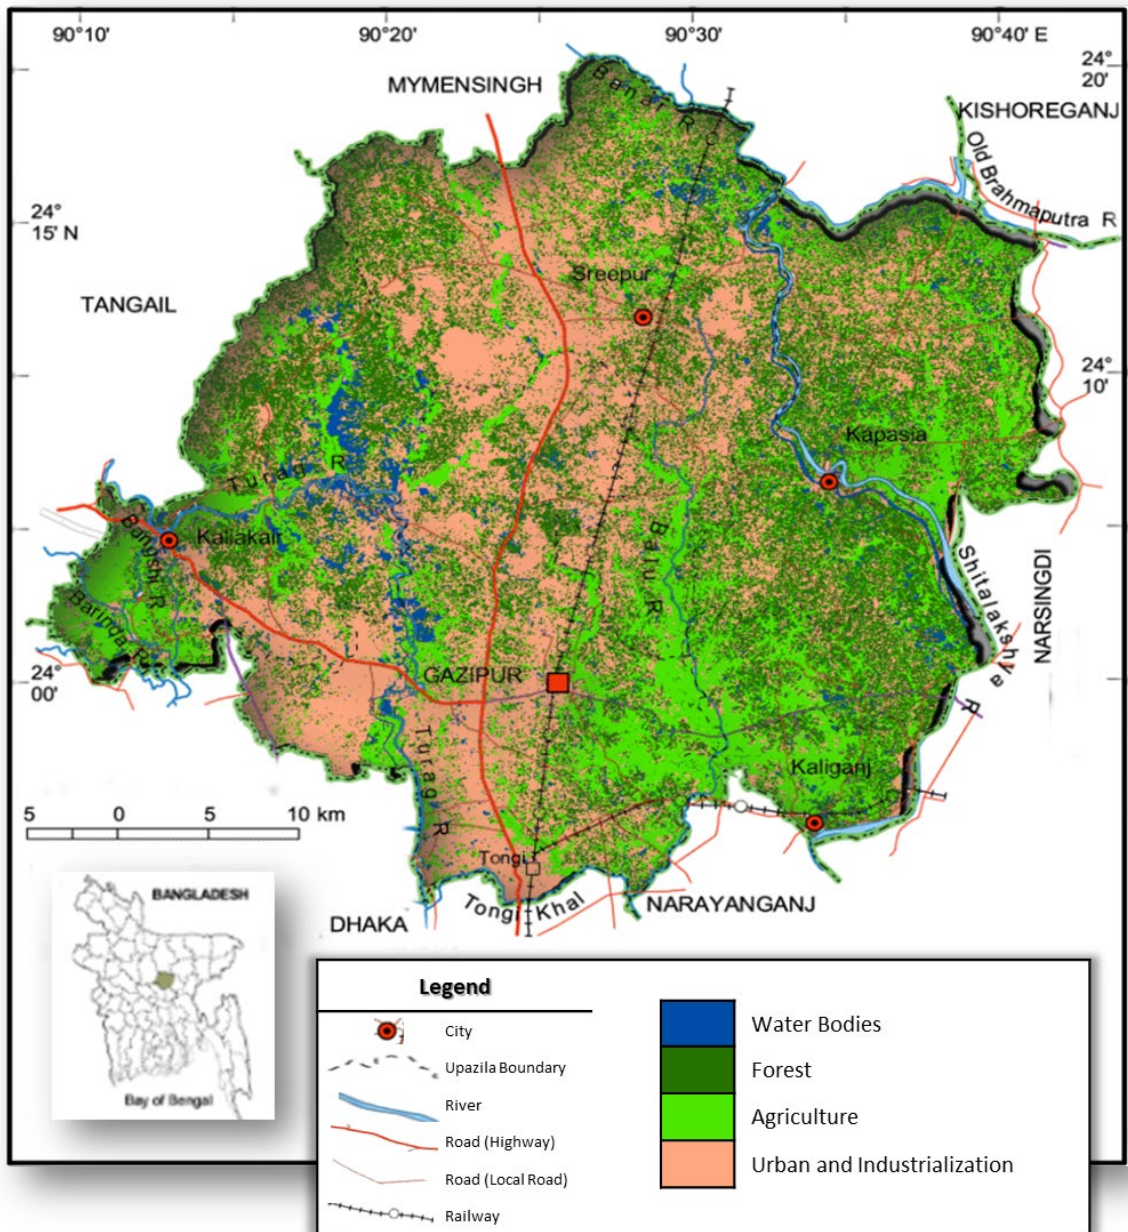 90°10'
90°20'
90°30'
90°40' E
24°
20'
MYMENSINGH
KISHOREGANJ
Banar R
Old Brahmaputra R
24°
15' N
Sreepur
TANGAIL
24°
10'
Kapasia
Turag R
Kaliakair
Bongshi R
Balu R
Shitalakshya R
NARSINGDI
Barinda R
24°
00'
GAZIPUR
Turag R
Kaliganj
5 0 5 10 km
Tongi
Tongi Khal
NARAYANGANJ
DHAKA
BANGLADESH
Bay of Bengal
Legend
City
Upazila Boundary
River
Road (Highway)
Road (Local Road)
Railway
Water Bodies
Forest
Agriculture
Urban and Industrialization